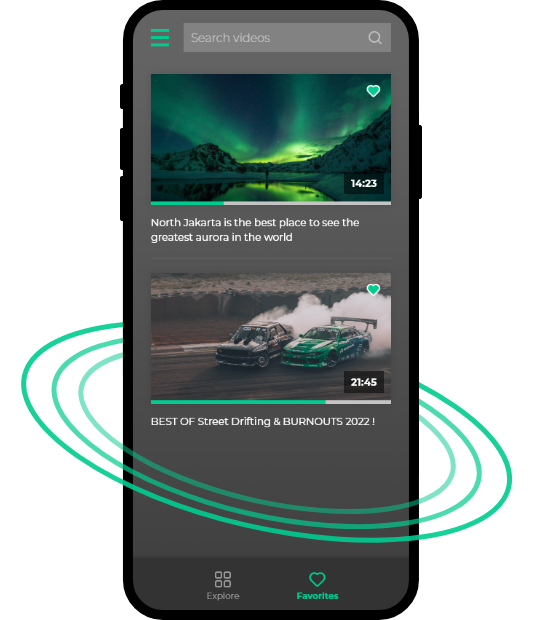 Search videos
14:23
North Jakarta is the best place to see the
greatest aurora in the world
21:45
BEST OF Street Drifting & BURNOUTS 2022 !
Explore
Favorites